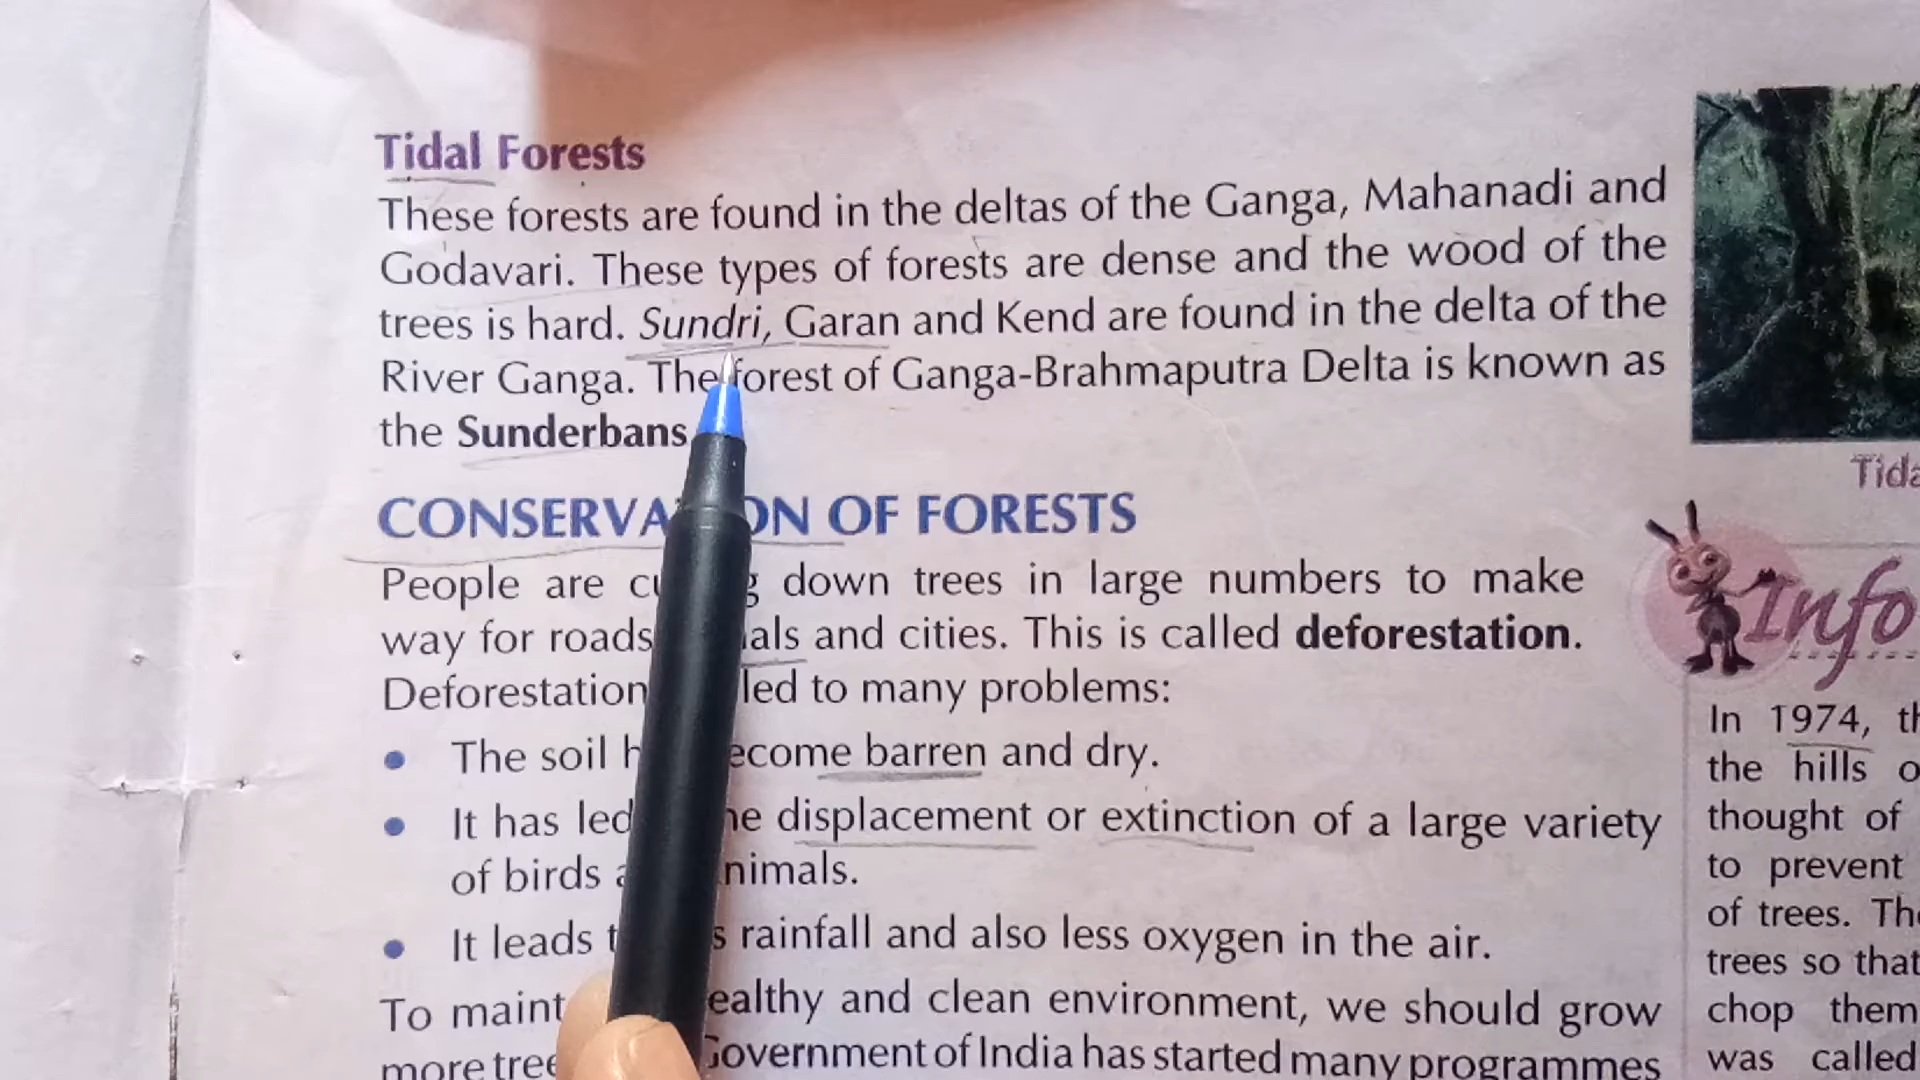 Tidal Forests
These forests are found in the deltas of the Ganga, Mahanadi and
Godavari. These types of forests are dense and the wood of the
trees is hard. Sundri, Garan and Kend are found in the delta of the
River Ganga. The forest of Ganga-Brahmaputra Delta is known as
the Sunderbans
CONSERVA ON OF FORESTS
People are down trees in large numbers to make
way for roads and cities. This is called deforestation.
Deforestation led to many problems:
The soil barren and dry.
It has led displacement or extinction of a large variety
of birds
It leads rainfall and also less oxygen in the air.
To and clean environment, we should grow
more Government of India has started many programmes
Info
In 1974,
the hills
thought of
to prevent
of trees.
trees so that
chop them
was called